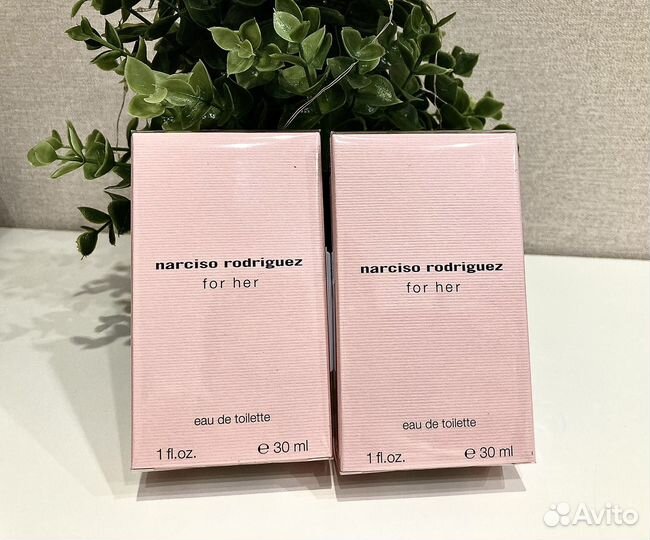 narciso rodriguez
for her
eau de toilette
1 fl.oz. ℮ 30 ml
narciso rodriguez
for her
eau de toilette
1 fl.oz. ℮ 30 ml
Avito